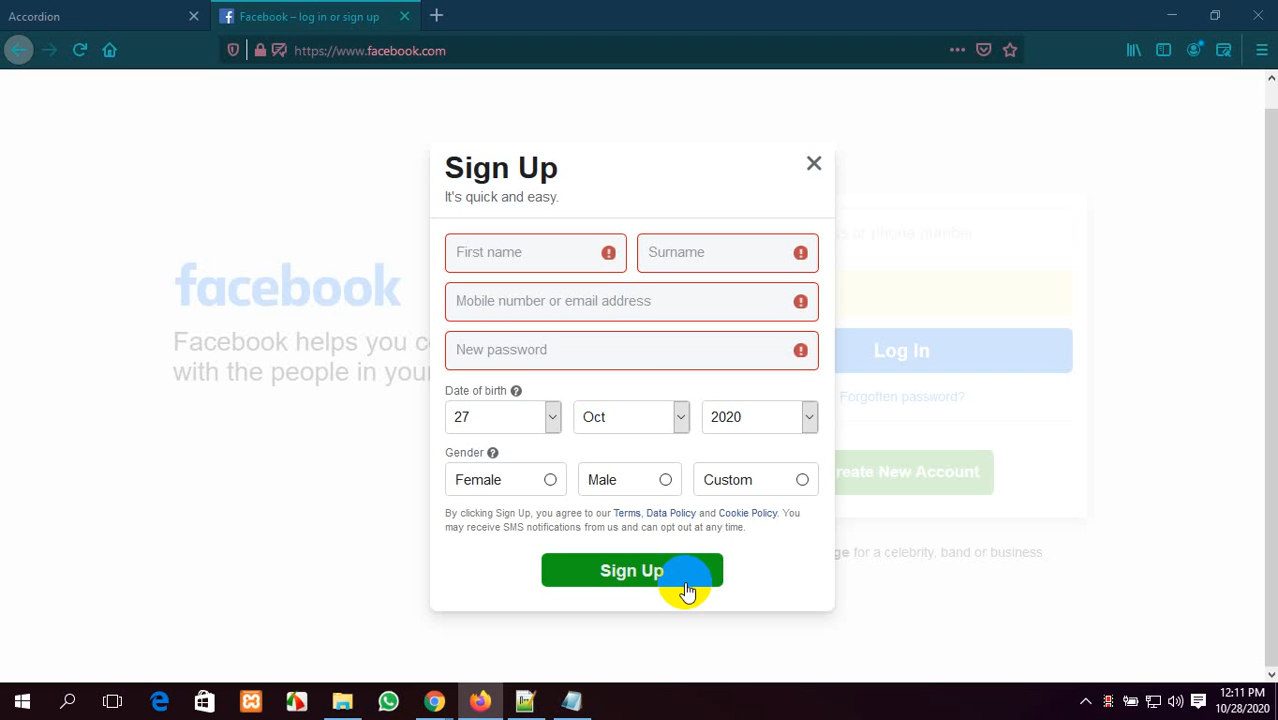 Accordion
Facebook – log in or sign up
https://www.facebook.com
Sign Up
It's quick and easy.
First name
Surname
Mobile number or email address
New password
facebook
Facebook helps you c
with the people in your
s or phone number
Log In
Forgotten password?
reate New Account
ge for a celebrity, band or business
Date of birth
27
Oct
2020
Gender
Female
Male
Custom
By clicking Sign Up, you agree to our Terms, Data Policy and Cookie Policy. You
may receive SMS notifications from us and can opt out at any time.
Sign Up
12:11 PM
10/28/2020